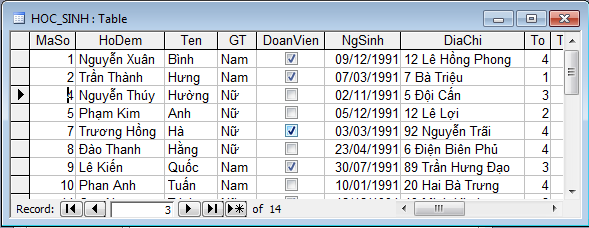 HOC_SINH : Table
MaSo HoDem Ten GT DoanVien NgSinh DiaChi To T
1 Nguyễn Xuân Bình Nam 09/12/1991 12 Lê Hồng Phong 4
2 Trần Thành Hưng Nam 07/03/1991 7 Bà Triệu 1
4 Nguyễn Thúy Hường Nữ 02/11/1991 5 Đội Cấn 3
5 Phạm Kim Anh Nữ 05/12/1991 12 Lê Lợi 2
7 Trương Hồng Hà Nữ 03/03/1991 92 Nguyễn Trãi 4
8 Đào Thanh Hằng Nữ 23/04/1991 6 Điện Biên Phủ 4
9 Lê Kiến Quốc Nam 30/07/1991 89 Trần Hưng Đạo 3
10 Phan Anh Tuấn Nam 10/01/1991 20 Hai Bà Trưng 4
Record: 3 of 14